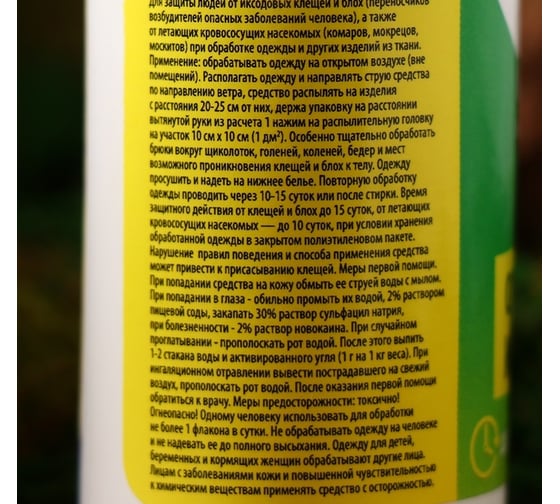 для защиты людей от иксодовых клещей и блох (переносчиков
возбудителей опасных заболеваний человека), а также
от летающих кровососущих насекомых (комаров, мокрецов,
москитов) при обработке одежды и других изделий из ткани.
Применение: обрабатывать одежду на открытом воздухе (вне
помещений). Располагать одежду и направлять струю средства
по направлению ветра, средство распылять на изделия
с расстояния 20-25 см от них, держа упаковку на расстоянии
вытянутой руки из расчета 1 нажим на распылительную головку
на участок 10 см х 10 см (1 дм²). Особенно тщательно обработать
брюки вокруг щиколоток, голеней, коленей, бедер и мест
возможного проникновения клещей и блох к телу. Одежду
просушить и надеть на нижнее белье. Повторную обработку
одежды проводить через 10–15 суток или после стирки. Время
защитного действия от клещей и блох до 15 суток, от летающих
кровососущих насекомых — до 10 суток, при условии хранения
обработанной одежды в закрытом полиэтиленовом пакете.
Нарушение правил поведения и способа применения средства
может привести к присасыванию клещей. Меры первой помощи.
При попадании средства на кожу обмыть ее струей воды с мылом.
При попадании в глаза - обильно промыть их водой, 2% раствором
пищевой соды, закапать 30% раствор сульфацил натрия,
при болезненности - 2% раствор новокаина. При случайном
проглатывании - прополоскать рот водой. После этого выпить
1-2 стакана воды и активированного угля (1 г на 1 кг веса). При
ингаляционном отравлении вывести пострадавшего на свежий
воздух, прополоскать рот водой. После оказания первой помощи
обратиться к врачу. Меры предосторожности: токсично!
Огнеопасно! Одному человеку использовать для обработки
не более 1 флакона в сутки. Не обрабатывать одежду на человеке
и не надевать ее до полного высыхания. Одежду для детей,
беременных и кормящих женщин обрабатывают другие лица.
Лицам с заболеваниями кожи и повышенной чувствительностью
к химическим веществам применять средство с осторожностью.